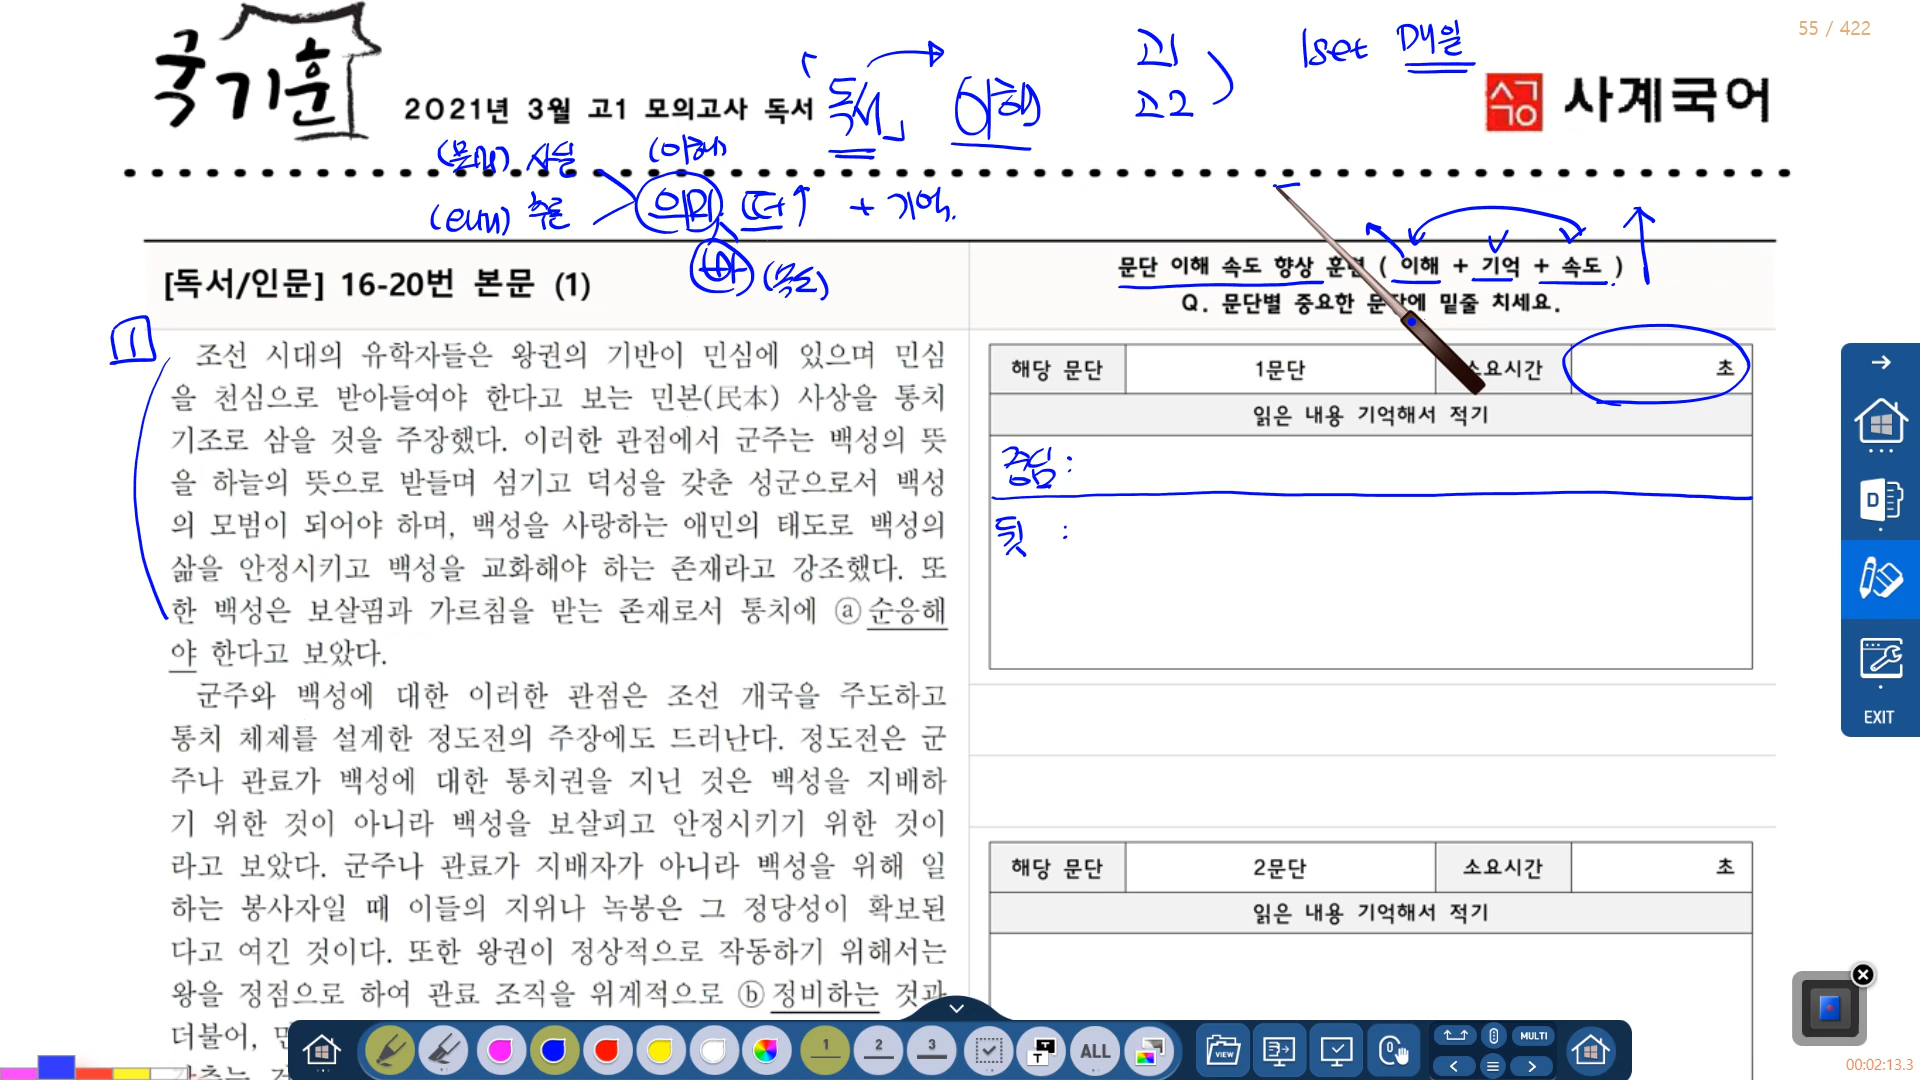 55 / 422
국기훈
2021년 3월 고1 모의고사 독서
「독서」 이해
고1
고2
1set 매일
수공 사계국어
(이해)
추론
의미 + 기억.
[독서/인문] 16-20번 본문 (1)
문단 이해 속도 향상 훈련 ( 이해 + 기억 + 속도 )
Q. 문단별 중요한 문장에 밑줄 치세요.
1
조선 시대의 유학자들은 왕권의 기반이 민심에 있으며 민심
을 천심으로 받아들여야 한다고 보는 민본(民本) 사상을 통치
기조로 삼을 것을 주장했다. 이러한 관점에서 군주는 백성의 뜻
을 하늘의 뜻으로 받들며 섬기고 덕성을 갖춘 성군으로서 백성
의 모범이 되어야 하며, 백성을 사랑하는 애민의 태도로 백성의
삶을 안정시키고 백성을 교화해야 하는 존재라고 강조했다. 또
한 백성은 보살핌과 가르침을 받는 존재로서 통치에 ⓐ순응해
야 한다고 보았다.
군주와 백성에 대한 이러한 관점은 조선 개국을 주도하고
통치 체제를 설계한 정도전의 주장에도 드러난다. 정도전은 군
주나 관료가 백성에 대한 통치권을 지닌 것은 백성을 지배하
기 위한 것이 아니라 백성을 보살피고 안정시키기 위한 것이
라고 보았다. 군주나 관료가 지배자가 아니라 백성을 위해 일
하는 봉사자일 때 이들의 지위나 녹봉은 그 정당성이 확보된
다고 여긴 것이다. 또한 왕권이 정상적으로 작동하기 위해서는
왕을 정점으로 하여 관료 조직을 위계적으로 ⓑ정비하는 것과
더불어,
해당 문단 1문단 소요시간 초
읽은 내용 기억해서 적기
중심 :
뒷 :
해당 문단 2문단 소요시간 초
읽은 내용 기억해서 적기
EXIT
1 2 3 ALL VIEW MULTI
00:02:13.3